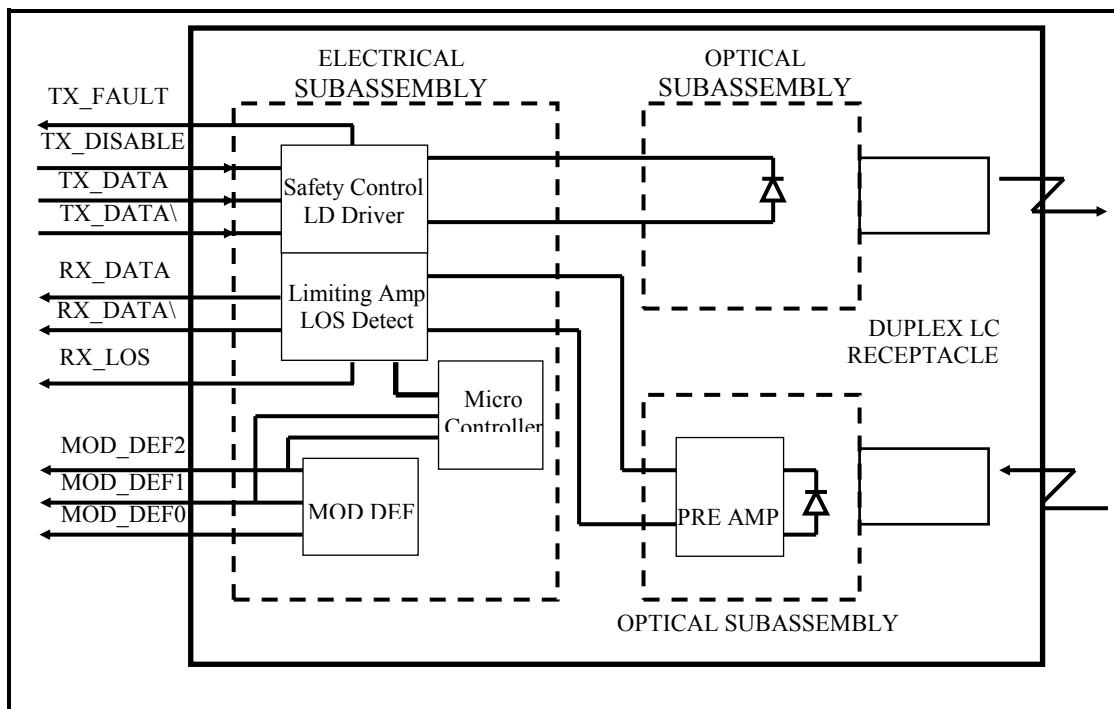 ELECTRICAL
SUBASSEMBLY
OPTICAL
SUBASSEMBLY
TX_FAULT
TX_DISABLE
TX_DATA
TX_DATA\
RX_DATA
RX_DATA\
RX_LOS
MOD_DEF2
MOD_DEF1
MOD_DEF0
Safety Control
LD Driver
Limiting Amp
LOS Detect
Micro
Controller
MOD DEF
PRE AMP
DUPLEX LC
RECEPTACLE
OPTICAL SUBASSEMBLY